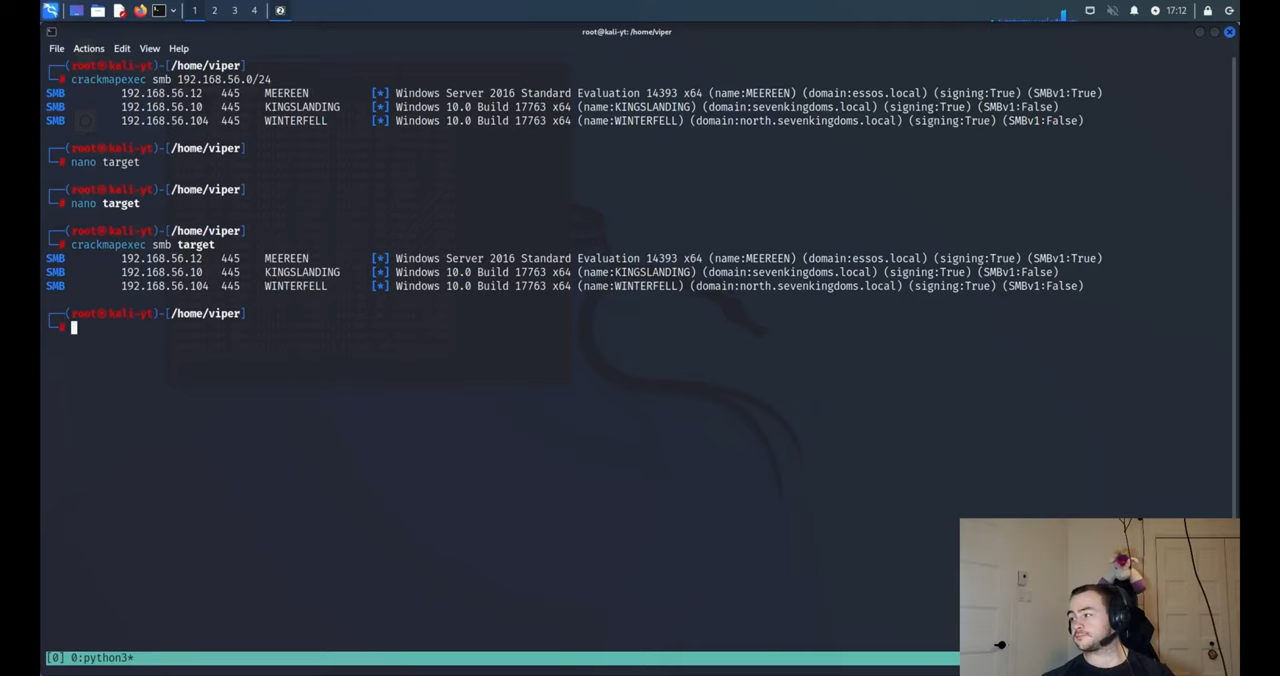 1 2 3 4 17:12
root@kali-yt: /home/viper
File Actions Edit View Help
┌──(root㉿kali-yt)-[/home/viper]
└─# crackmapexec smb 192.168.56.0/24
SMB 192.168.56.12 445 MEEREEN [*] Windows Server 2016 Standard Evaluation 14393 x64 (name:MEEREEN) (domain:essos.local) (signing:True) (SMBv1:True)
SMB 192.168.56.10 445 KINGSLANDING [*] Windows 10.0 Build 17763 x64 (name:KINGSLANDING) (domain:sevenkingdoms.local) (signing:True) (SMBv1:False)
SMB 192.168.56.104 445 WINTERFELL [*] Windows 10.0 Build 17763 x64 (name:WINTERFELL) (domain:north.sevenkingdoms.local) (signing:True) (SMBv1:False)
┌──(root㉿kali-yt)-[/home/viper]
└─# nano target
┌──(root㉿kali-yt)-[/home/viper]
└─# nano target
┌──(root㉿kali-yt)-[/home/viper]
└─# crackmapexec smb target
SMB 192.168.56.12 445 MEEREEN [*] Windows Server 2016 Standard Evaluation 14393 x64 (name:MEEREEN) (domain:essos.local) (signing:True) (SMBv1:True)
SMB 192.168.56.10 445 KINGSLANDING [*] Windows 10.0 Build 17763 x64 (name:KINGSLANDING) (domain:sevenkingdoms.local) (signing:True) (SMBv1:False)
SMB 192.168.56.104 445 WINTERFELL [*] Windows 10.0 Build 17763 x64 (name:WINTERFELL) (domain:north.sevenkingdoms.local) (signing:True) (SMBv1:False)
┌──(root㉿kali-yt)-[/home/viper]
└─#
[0] 0:python3*